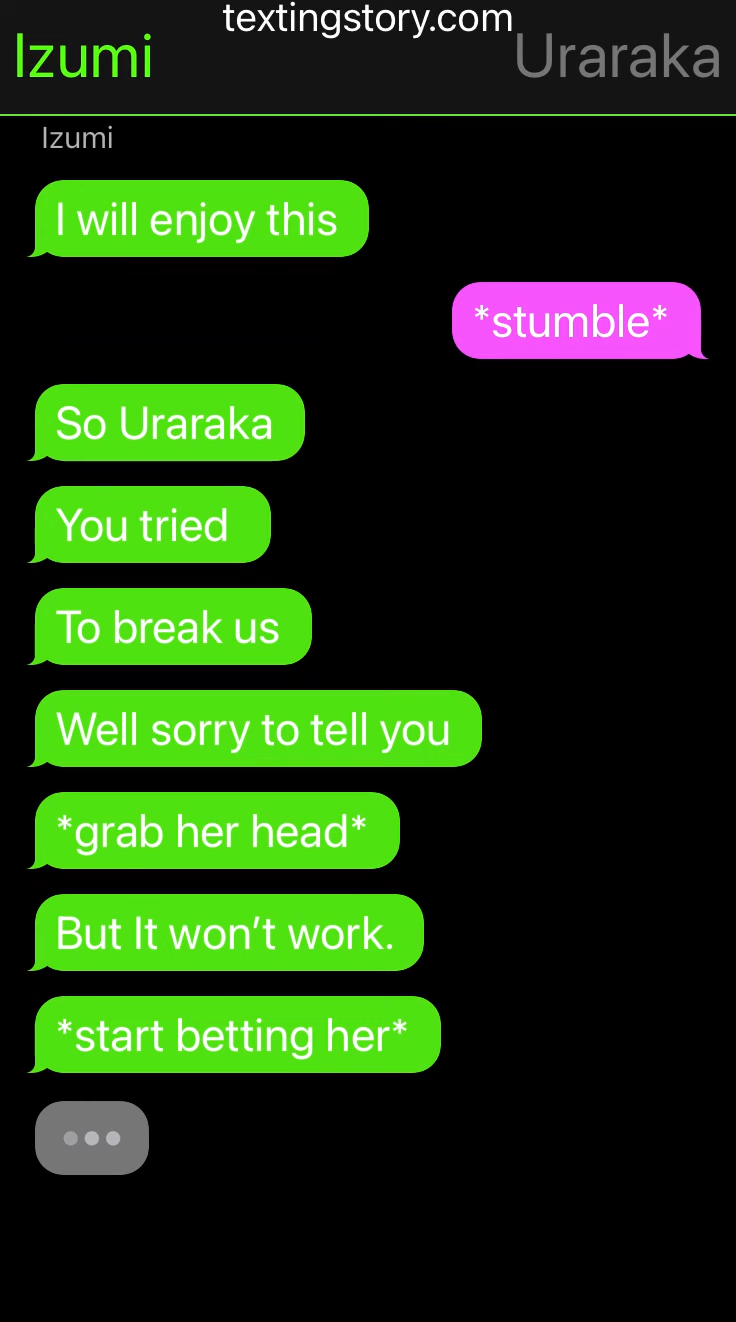 textingstory.com
Izumi
Uraraka
Izumi
I will enjoy this
*stumble*
So Uraraka
You tried
To break us
Well sorry to tell you
*grab her head*
But It won’t work.
*start betting her*